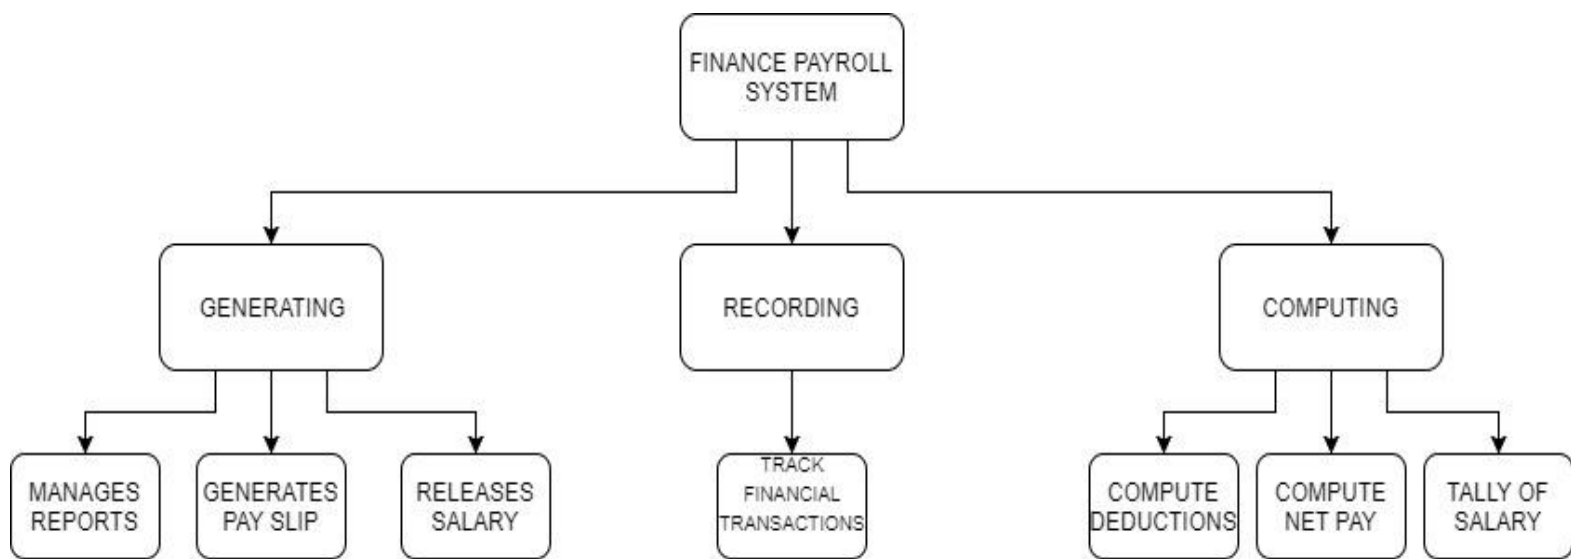 FINANCE PAYROLL
SYSTEM
GENERATING
RECORDING
COMPUTING
MANAGES
REPORTS
GENERATES
PAY SLIP
RELEASES
SALARY
TRACK
FINANCIAL
TRANSACTIONS
COMPUTE
DEDUCTIONS
COMPUTE
NET PAY
TALLY OF
SALARY